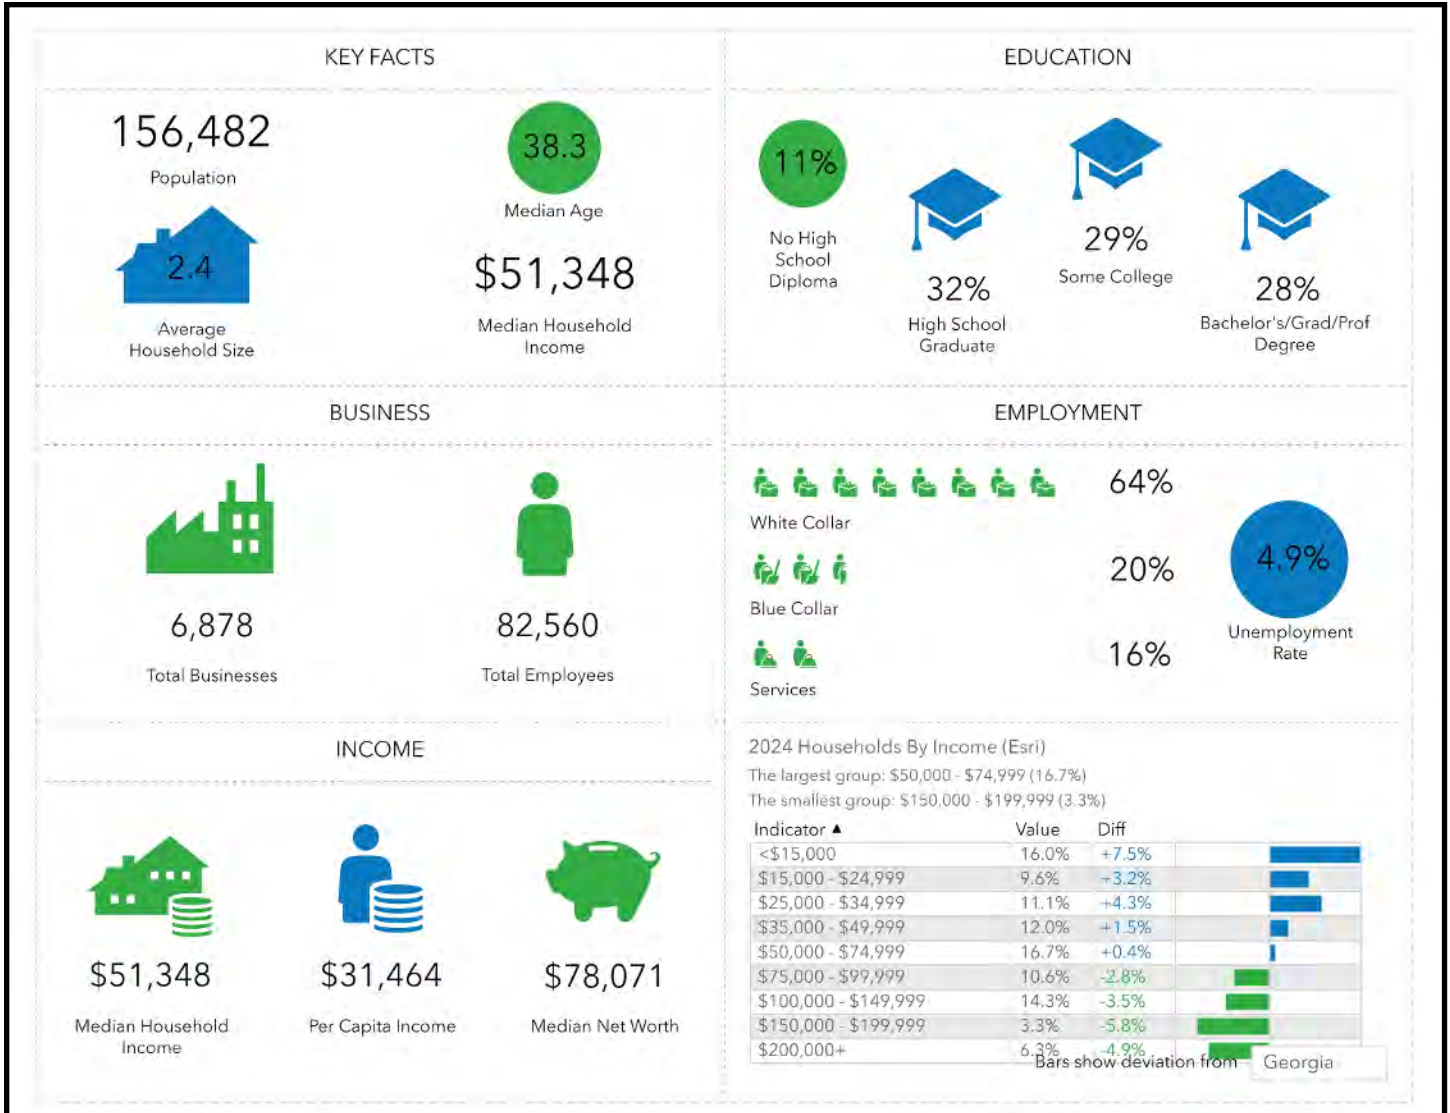 KEY FACTS
156,482
Population
38.3
Median Age
2.4
Average
Household Size
$51,348
Median Household
Income
EDUCATION
11%
No High
School
Diploma
32%
High School
Graduate
29%
Some College
28%
Bachelor's/Grad/Prof
Degree
BUSINESS
6,878
Total Businesses
82,560
Total Employees
EMPLOYMENT
64%
White Collar
20%
Blue Collar
16%
Services
4.9%
Unemployment
Rate
INCOME
$51,348
Median Household
Income
$31,464
Per Capita Income
$78,071
Median Net Worth
2024 Households By Income (Esri)
The largest group: $50,000 - $74,999 (16.7%)
The smallest group: $150,000 - $199,999 (3.3%)
Indicator ▲ Value Diff
<$15,000 16.0% +7.5%
$15,000 - $24,999 9.6% +3.2%
$25,000 - $34,999 11.1% +4.3%
$35,000 - $49,999 12.0% +1.5%
$50,000 - $74,999 16.7% +0.4%
$75,000 - $99,999 10.6% -2.8%
$100,000 - $149,999 14.3% -3.5%
$150,000 - $199,999 3.3% -5.8%
$200,000+ 6.3% -4.9%
Bars show deviation from Georgia